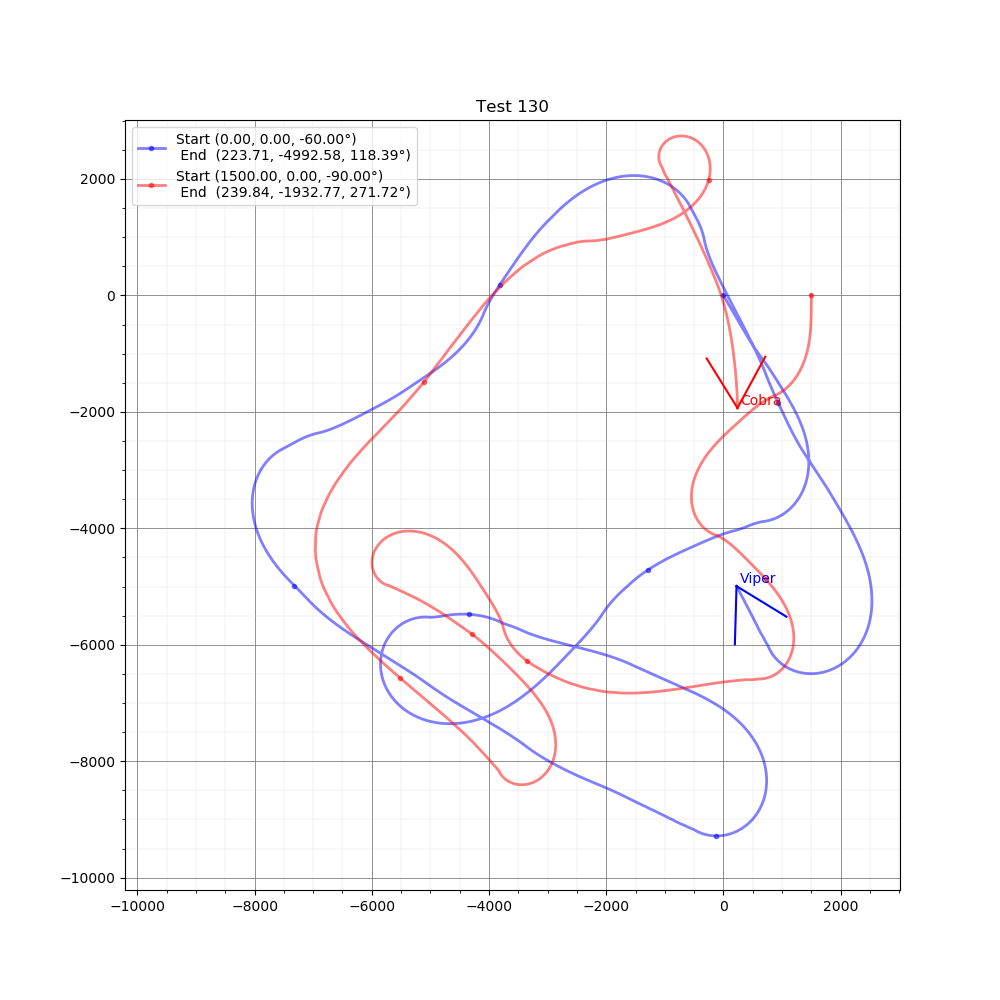 Test 130
Start (0.00, 0.00, -60.00°)
End (223.71, -4992.58, 118.39°)
Start (1500.00, 0.00, -90.00°)
End (239.84, -1932.77, 271.72°)
2000
0
−2000
−4000
−6000
−8000
−10000
Cobra
Viper
−10000 −8000 −6000 −4000 −2000 0 2000